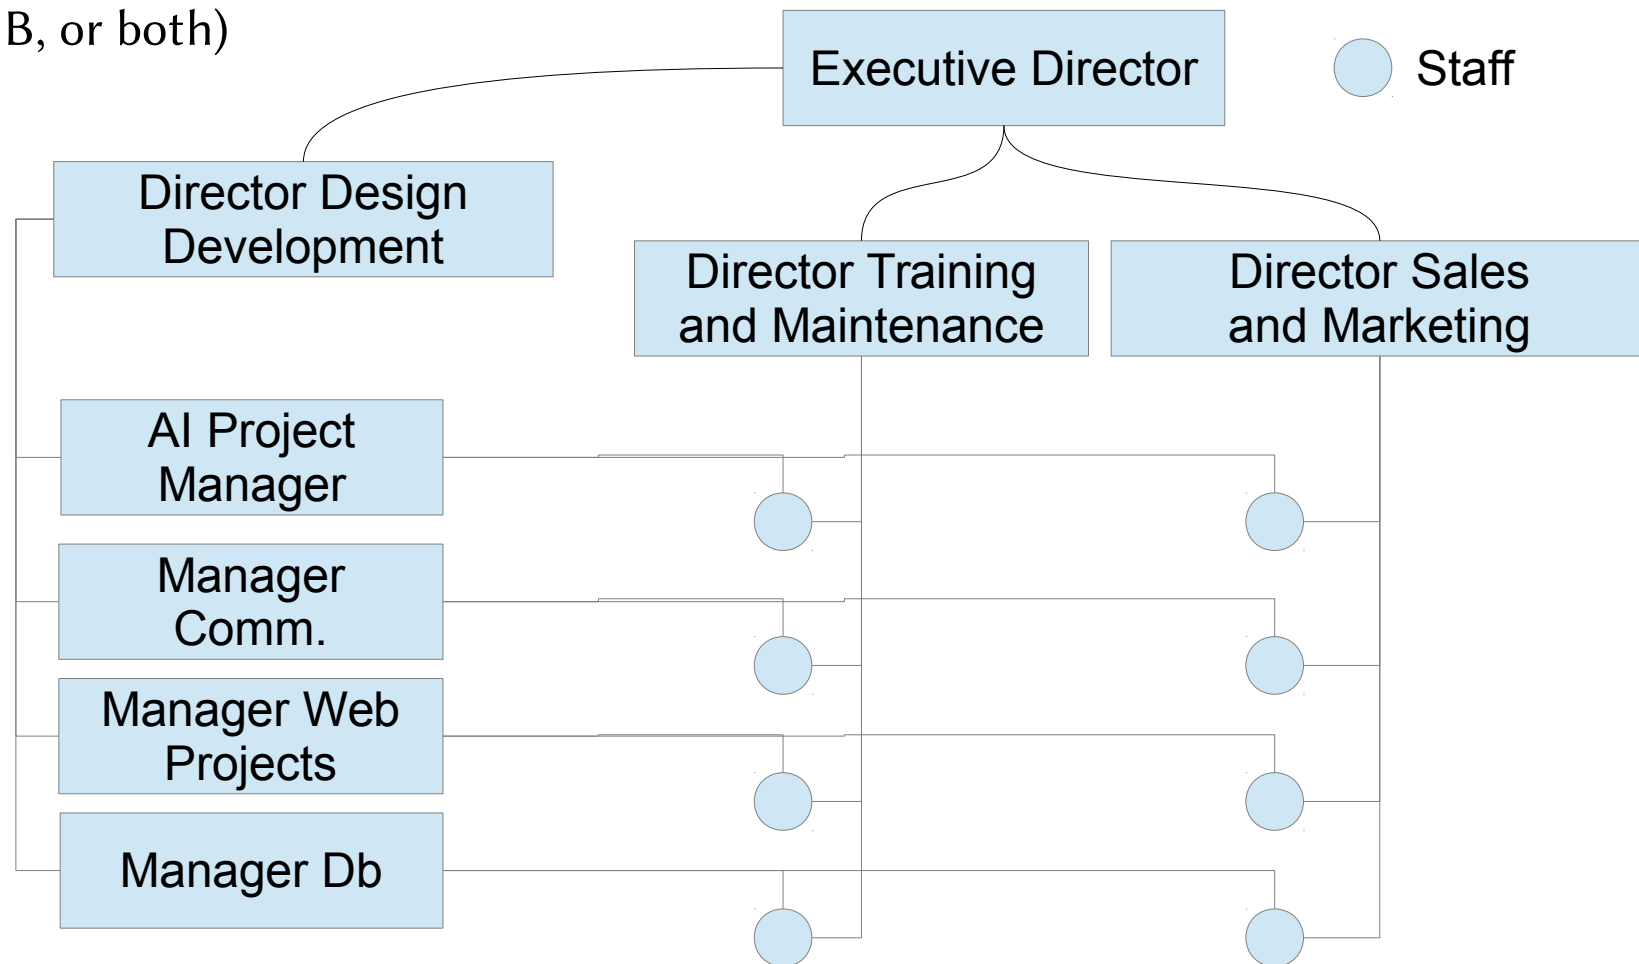 B, or both)
Executive Director
Staff
Director Design
Development
Director Training
and Maintenance
Director Sales
and Marketing
AI Project
Manager
Manager
Comm.
Manager Web
Projects
Manager Db